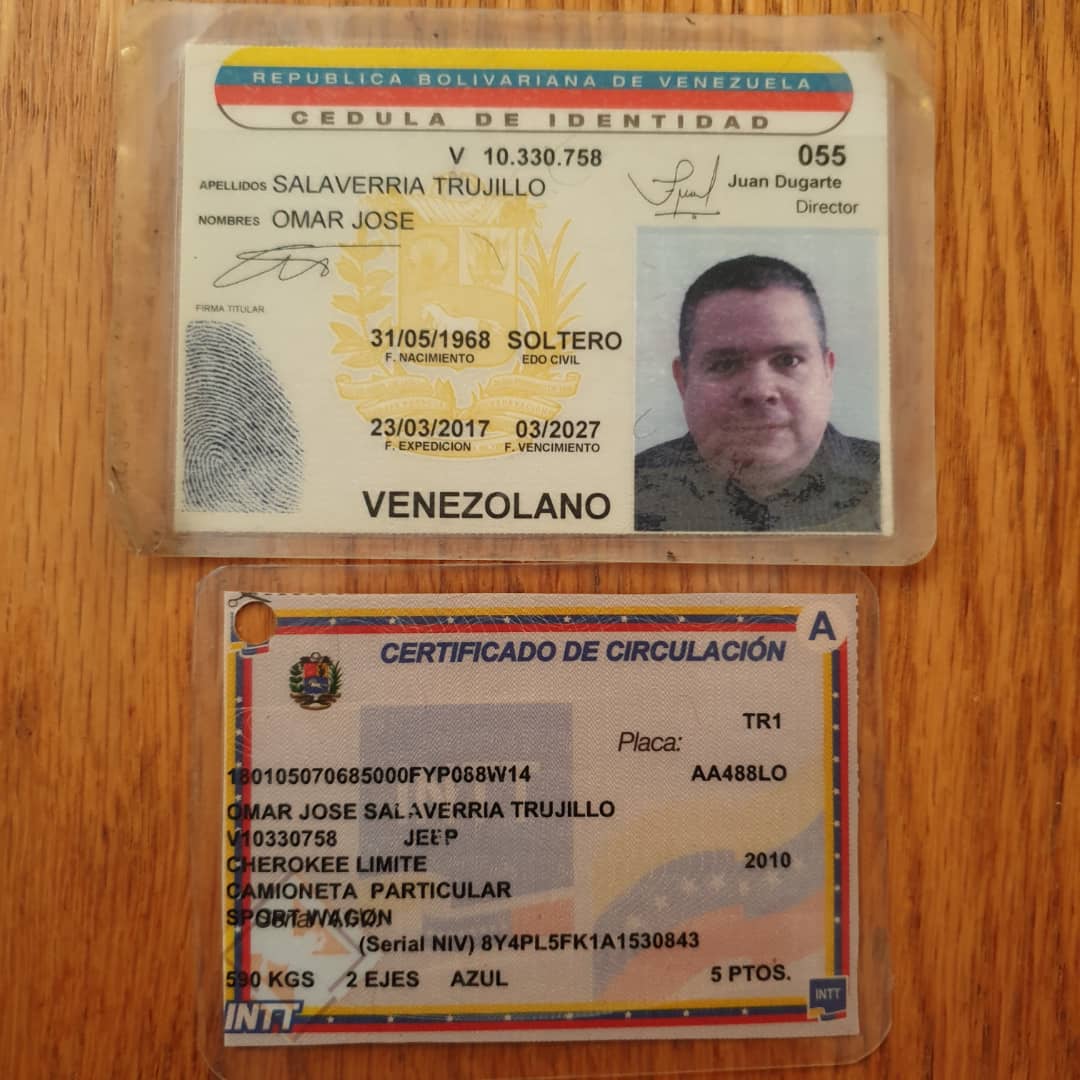 REPUBLICA BOLIVARIANA DE VENEZUELA
CEDULA DE IDENTIDAD
V 10.330.758
055
APELLIDOS SALAVERRIA TRUJILLO
Juan Dugarte
Director
NOMBRES OMAR JOSE
FIRMA TITULAR
31/05/1968 SOLTERO
F. NACIMIENTO EDO CIVIL
23/03/2017 03/2027
F. EXPEDICION F. VENCIMIENTO
VENEZOLANO
A
CERTIFICADO DE CIRCULACIÓN
TR1
Placa:
180105070685000FYP088W14 AA488LO
OMAR JOSE SALAVERRIA TRUJILLO
V10330758 JEEP
CHEROKEE LIMITE 2010
CAMIONETA PARTICULAR
SPORT WAGON
(Serial NIV) 8Y4PL5FK1A1530843
590 KGS 2 EJES AZUL 5 PTOS.
INTT INTT